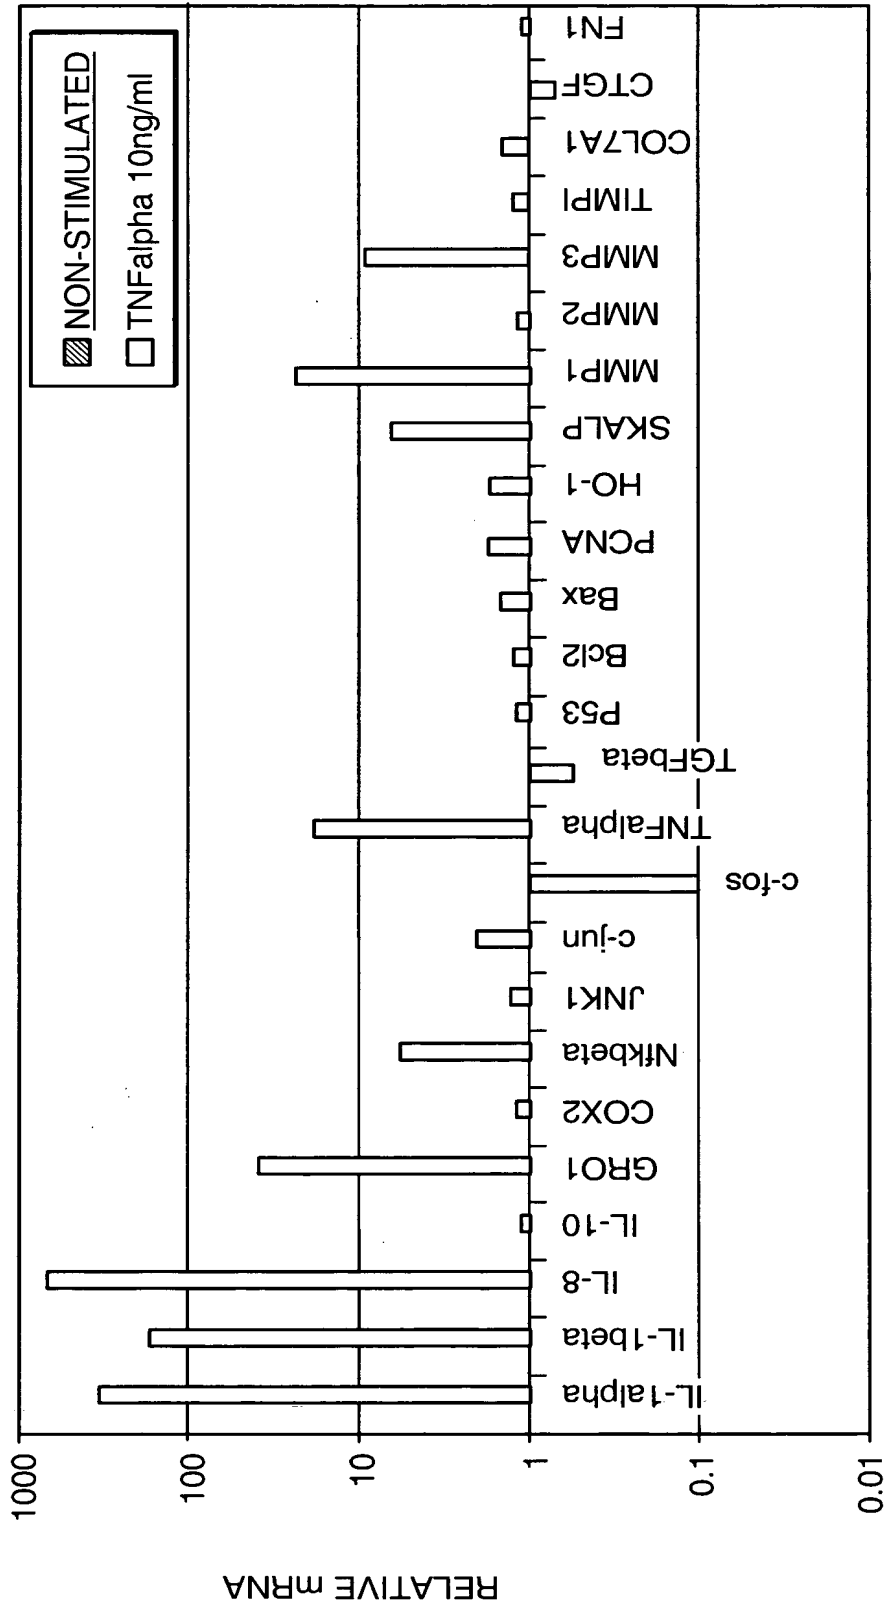 NON-STIMULATED
TNFalpha 10ng/ml
RELATIVE mRNA
1000
100
10
1
0.1
0.01
IL-1alpha
IL-1beta
IL-8
IL-10
GRO1
COX2
Nfkbeta
JNK1
c-jun
c-fos
TNFalpha
TGFbeta
P53
Bcl2
Bax
PCNA
HO-1
SKALP
MMP1
MMP2
MMP3
TIMPI
COL7A1
CTGF
FN1